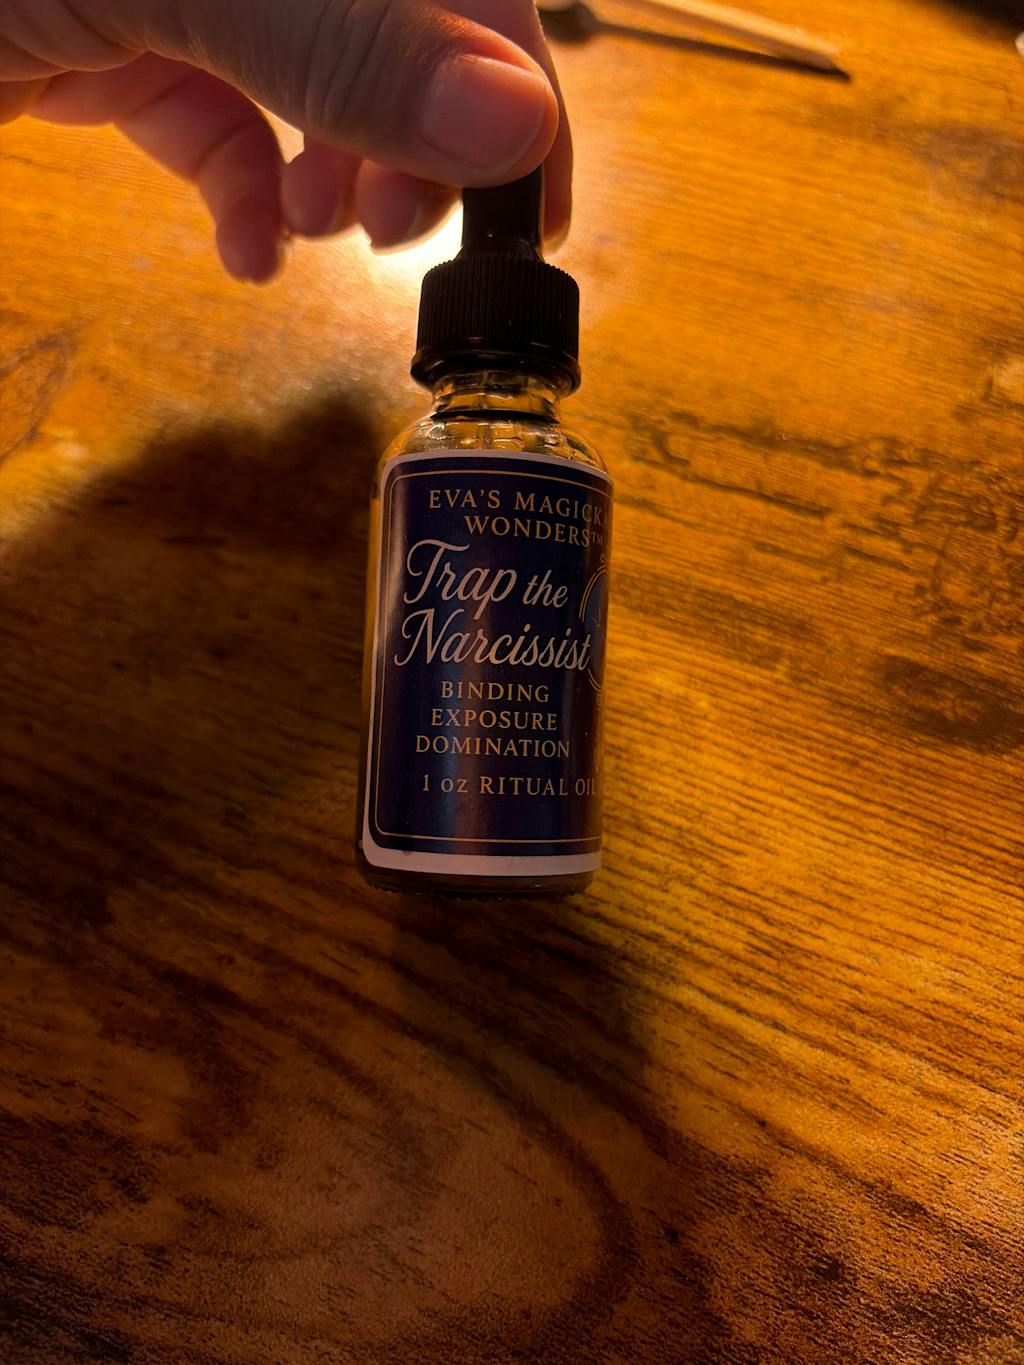 EVA'S MAGICKA
WONDERS™
Trap the
Narcissist
BINDING
EXPOSURE
DOMINATION
1 oz RITUAL OIL